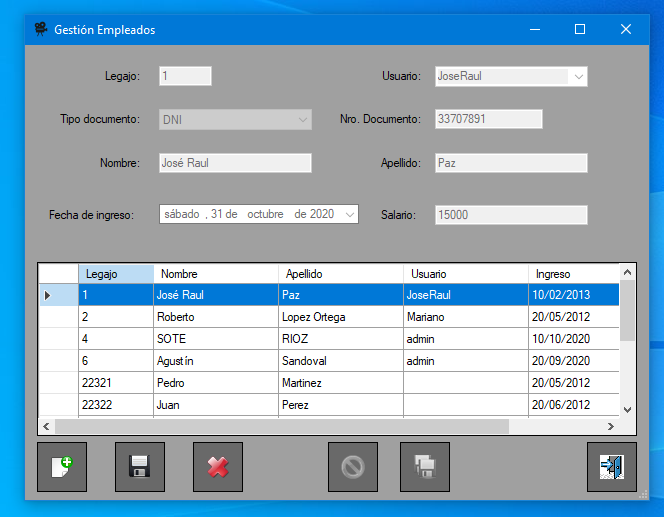 Gestión Empleados
Legajo: 1 Usuario: JoseRaul
Tipo documento: DNI Nro. Documento: 33707891
Nombre: José Raul Apellido: Paz
Fecha de ingreso: sábado , 31 de octubre de 2020 Salario: 15000
Legajo Nombre Apellido Usuario Ingreso
1 José Raul Paz JoseRaul 10/02/2013
2 Roberto Lopez Ortega Mariano 20/05/2012
4 SOTE RIOZ admin 10/10/2020
6 Agustín Sandoval admin 20/09/2020
22321 Pedro Martinez 20/05/2012
22322 Juan Perez 20/06/2012